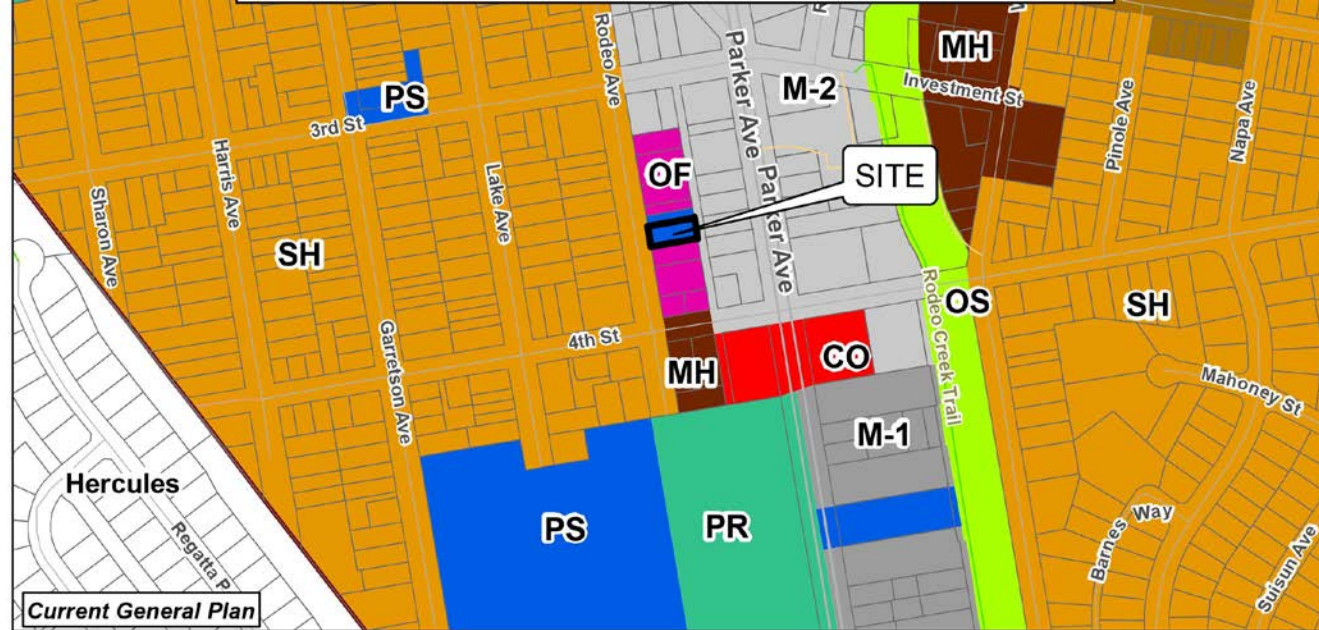 Rodeo Ave
Parker Ave
M-2
MH
Investment St
PS
3rd St
Pinole Ave
Napa Ave
Harris Ave
Lake Ave
OF
Parker Ave
SITE
Sharon Ave
SH
OS
SH
Rodeo Creek Trail
Garretson Ave
4th St
MH
CO
Mahoney St
M-1
Hercules
Regatta P
PS
PR
Barnes Way
Suisun Ave
Current General Plan